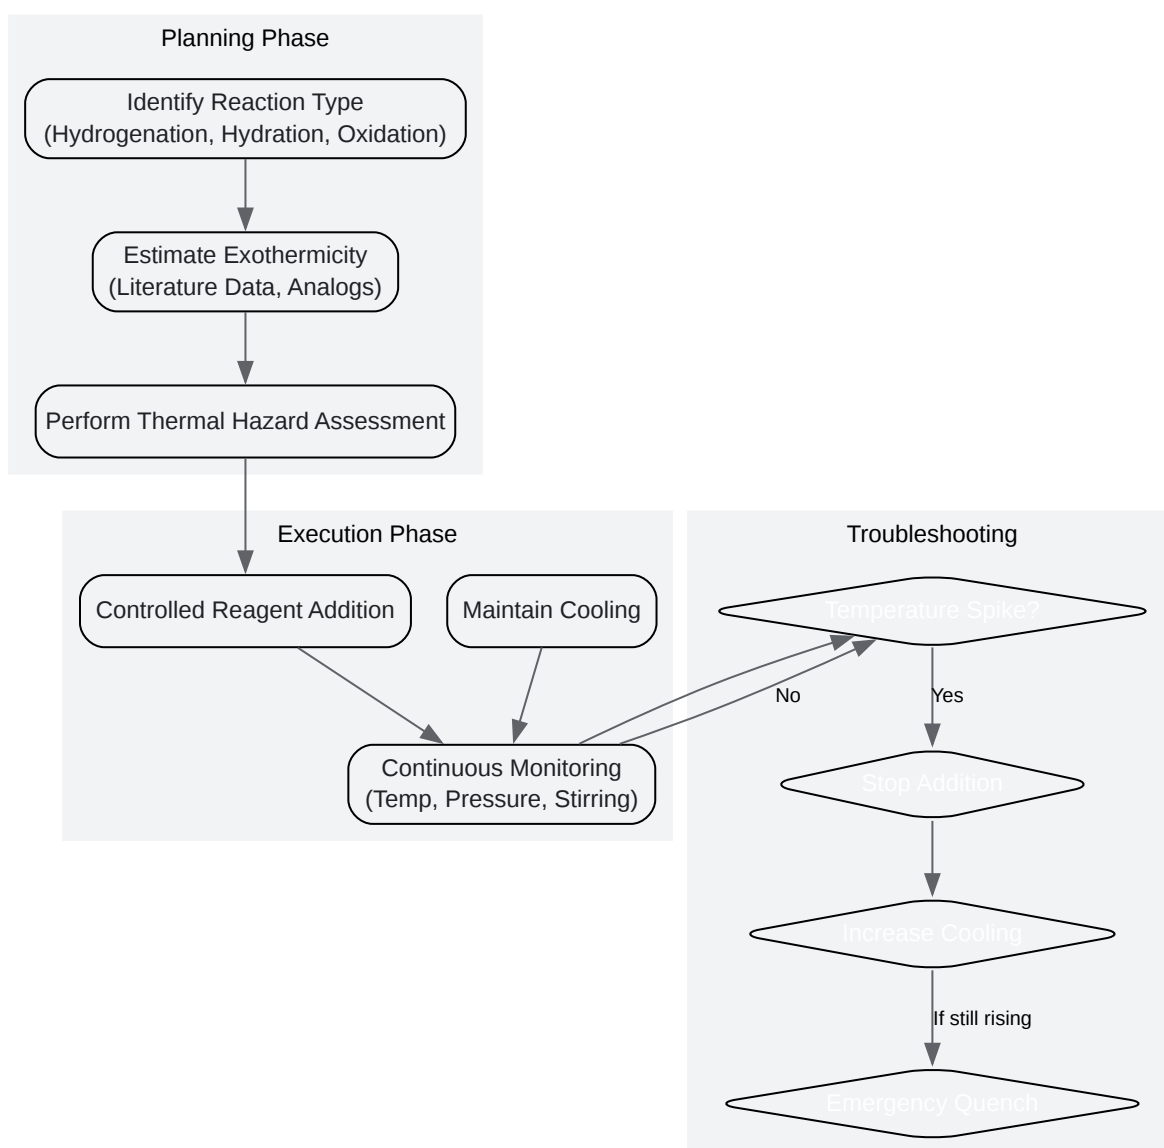 Planning Phase
Identify Reaction Type
(Hydrogenation, Hydration, Oxidation)
Estimate Exothermicity
(Literature Data, Analogs)
Perform Thermal Hazard Assessment
Execution Phase
Controlled Reagent Addition
Maintain Cooling
Continuous Monitoring
(Temp, Pressure, Stirring)
Troubleshooting
Temperature Spike?
No
Yes
Stop Addition
Increase Cooling
If still rising
Emergency Quench